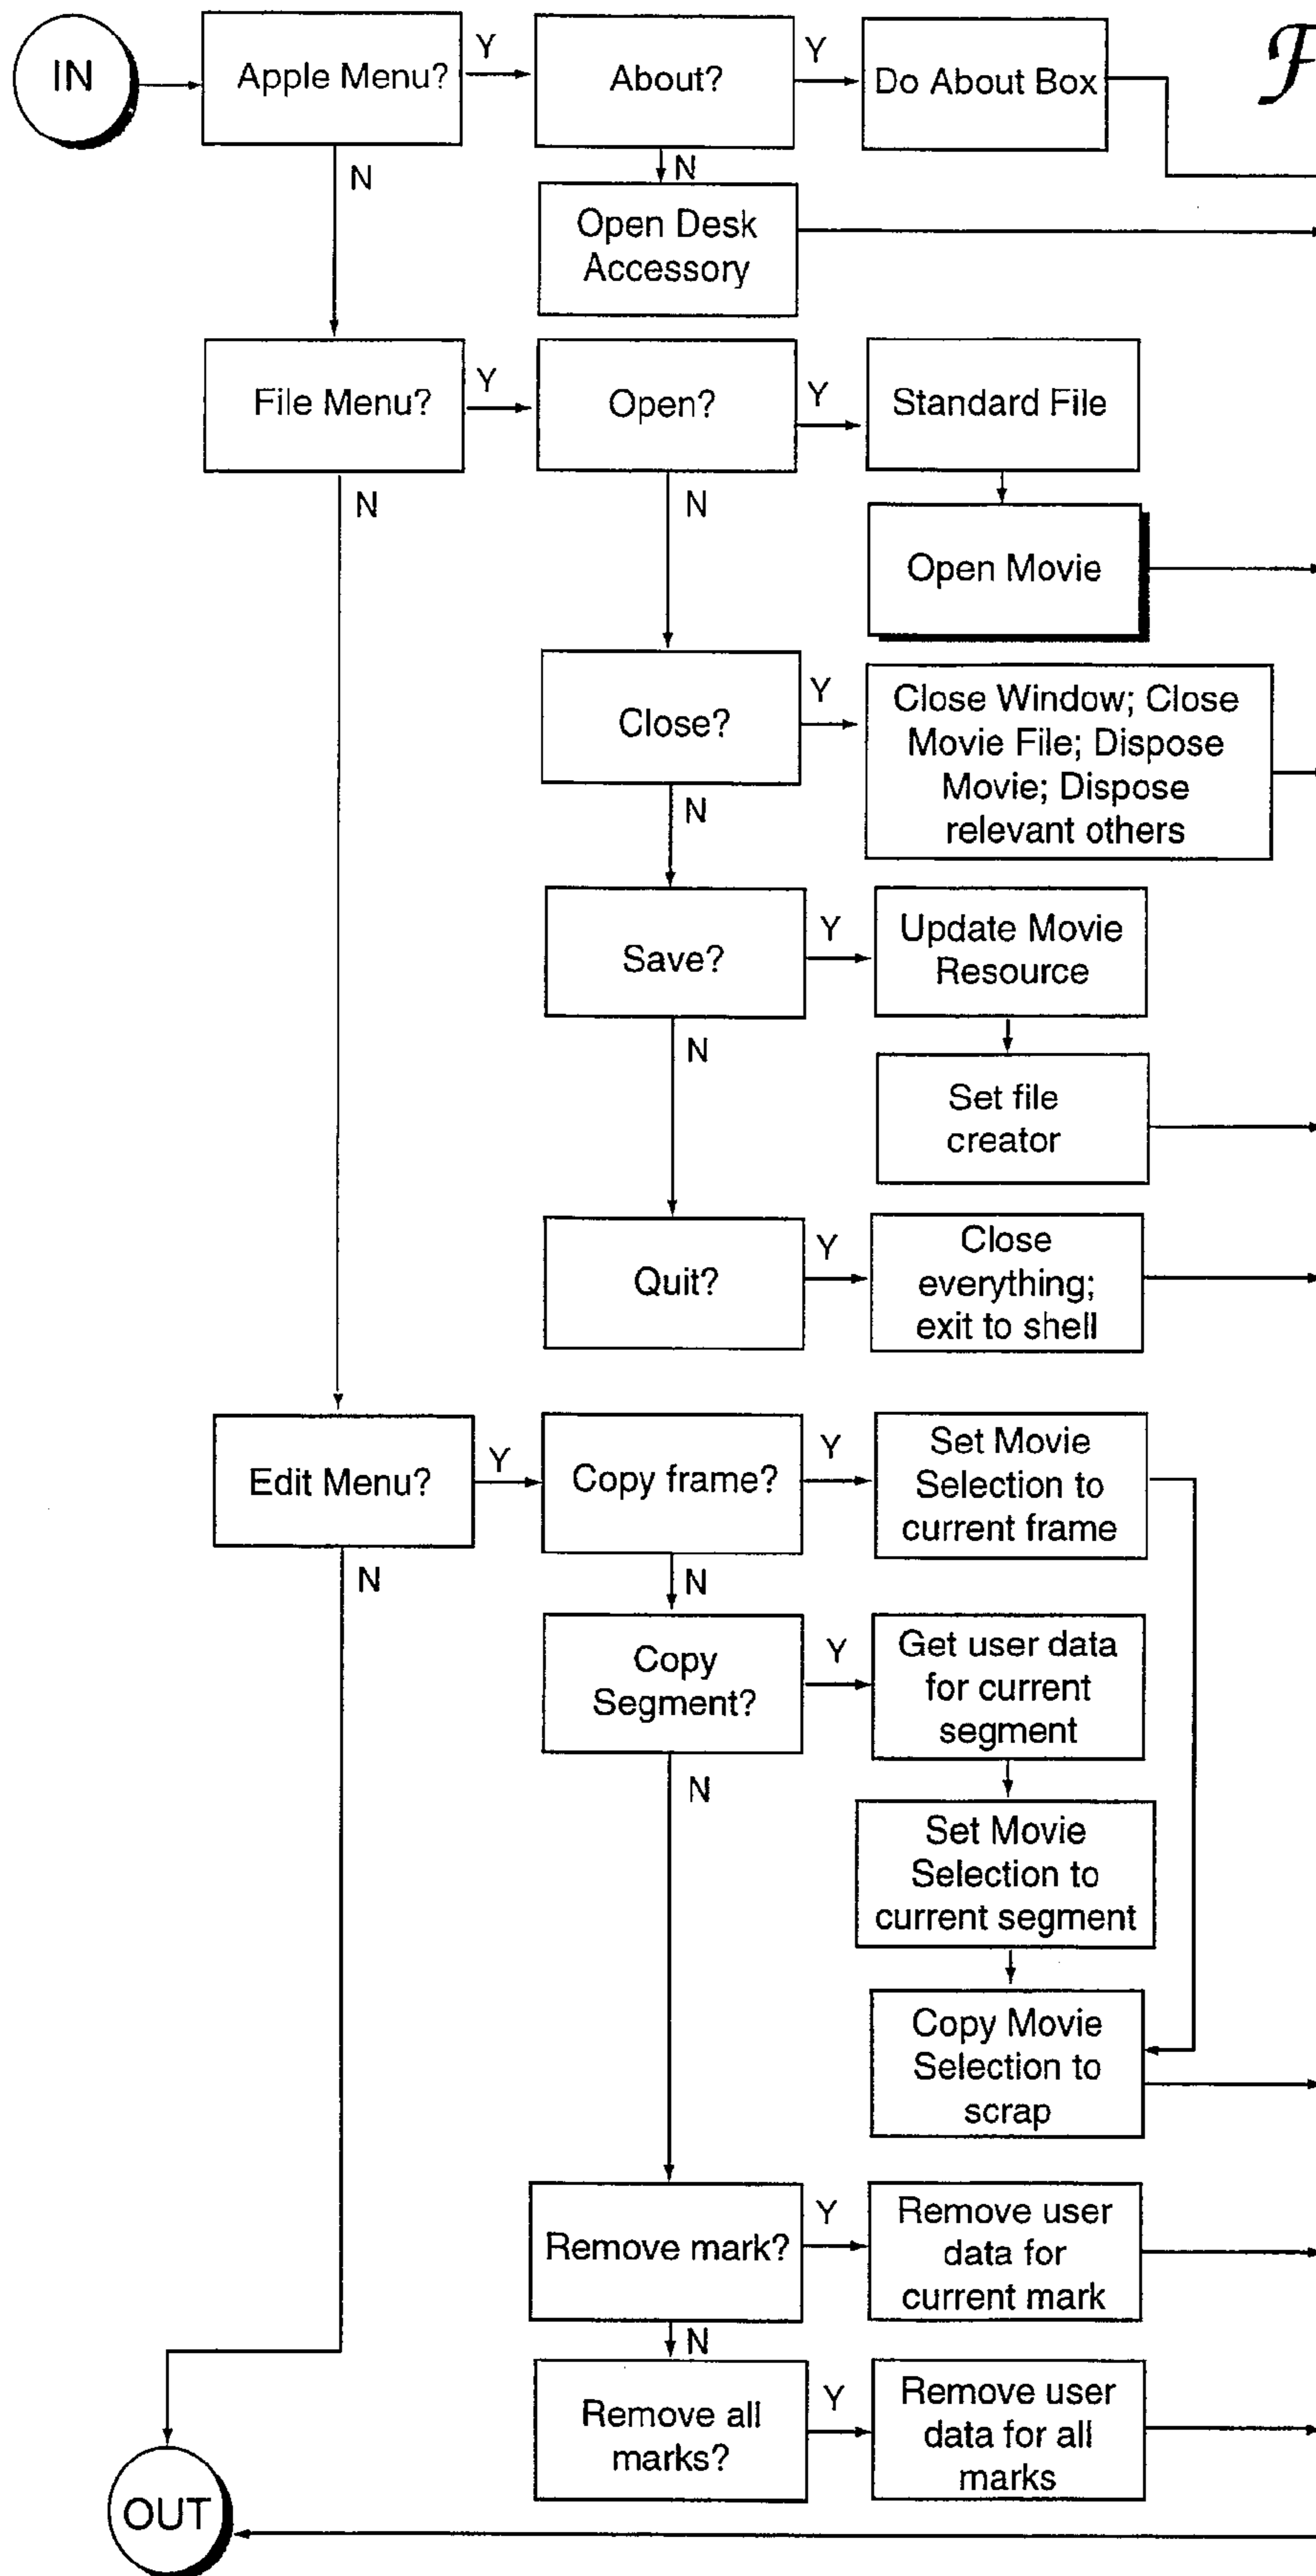 IN
Apple Menu?
Y
About?
Y
Do About Box
F
N
N
Open Desk
Accessory
File Menu?
Y
Open?
Y
Standard File
N
N
Open Movie
Close?
Y
Close Window; Close
Movie File; Dispose
Movie; Dispose
relevant others
N
Save?
Y
Update Movie
Resource
N
Set file
creator
Quit?
Y
Close
everything;
exit to shell
Edit Menu?
Y
Copy frame?
Y
Set Movie
Selection to
current frame
N
N
Copy
Segment?
Y
Get user data
for current
segment
N
Set Movie
Selection to
current segment
Copy Movie
Selection to
scrap
Remove mark?
Y
Remove user
data for
current mark
N
Remove all
marks?
Y
Remove user
data for all
marks
OUT